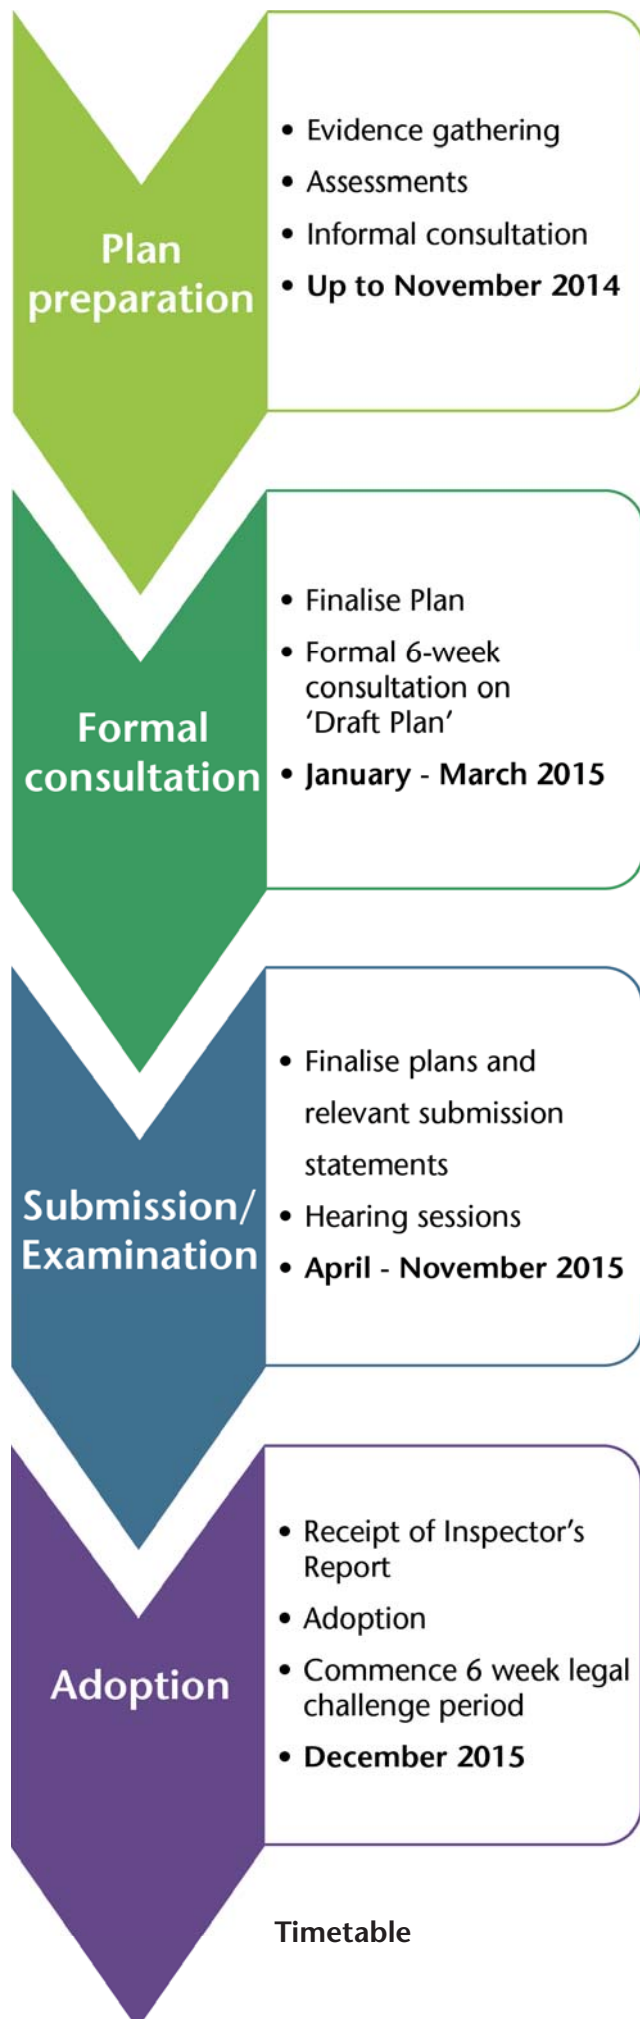 Plan
preparation
• Evidence gathering
• Assessments
• Informal consultation
• Up to November 2014
Formal
consultation
• Finalise Plan
• Formal 6-week
consultation on
‘Draft Plan’
• January - March 2015
Submission/
Examination
• Finalise plans and
relevant submission
statements
• Hearing sessions
• April - November 2015
Adoption
• Receipt of Inspector’s
Report
• Adoption
• Commence 6 week legal
challenge period
• December 2015
Timetable